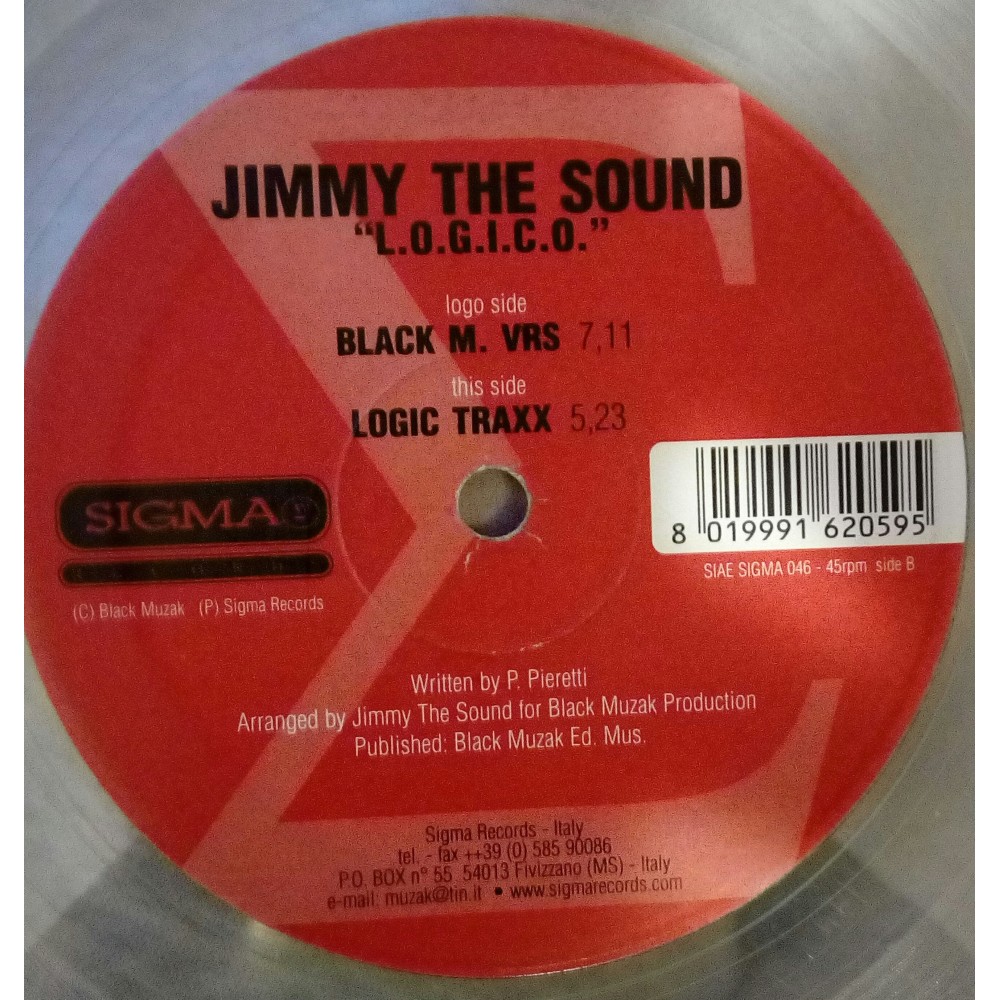 JIMMY THE SOUND
“L.O.G.I.C.O.”
logo side
BLACK M. VRS 7,11
this side
LOGIC TRAXX 5,23
SIGMA
8 019991 620595
SIAE SIGMA 046 - 45rpm side B
(C) Black Muzak (P) Sigma Records
Written by P. Pieretti
Arranged by Jimmy The Sound for Black Muzak Production
Published: Black Muzak Ed. Mus.
Sigma Records - Italy
tel. - fax ++39 (0) 585 90086
P.O. BOX n° 55 54013 Fivizzano (MS) - Italy
e-mail: muzak@tin.it • www.sigmarecords.com